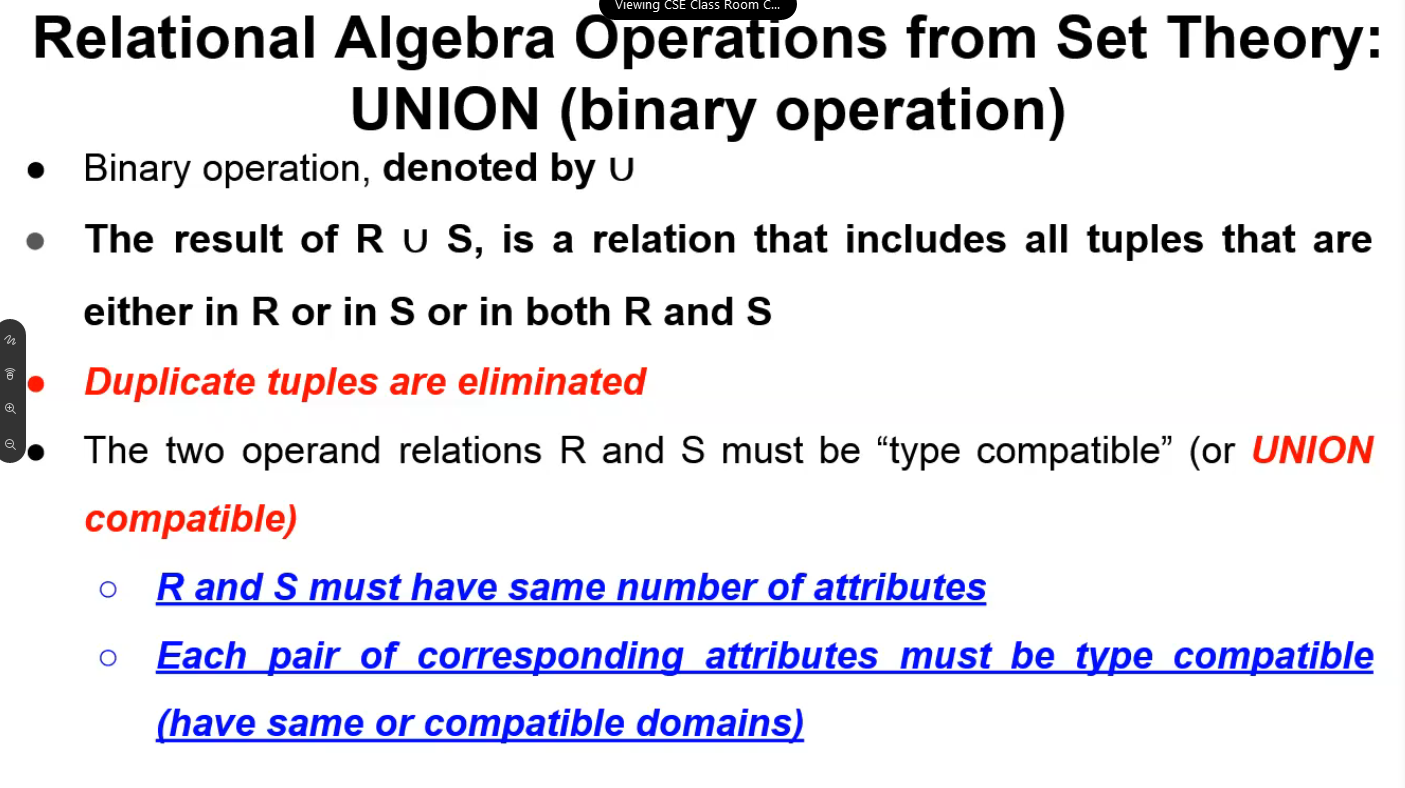 Viewing CSE Class Room C...
Relational Algebra Operations from Set Theory:
UNION (binary operation)
● Binary operation, denoted by ∪
● The result of R ∪ S, is a relation that includes all tuples that are
either in R or in S or in both R and S
● Duplicate tuples are eliminated
● The two operand relations R and S must be “type compatible” (or UNION
compatible)
○ R and S must have same number of attributes
○ Each pair of corresponding attributes must be type compatible
(have same or compatible domains)